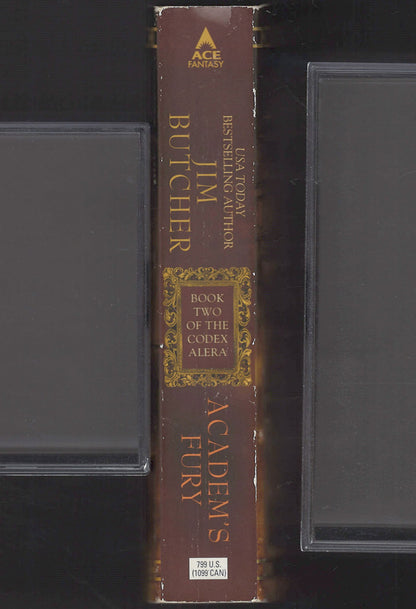 ACE
FANTASY
USA TODAY
BESTSELLING AUTHOR
JIM
BUTCHER
BOOK
TWO
OF THE
CODEX
ALERA
ACADEM'S
FURY
799 U.S.
(1099 CAN)